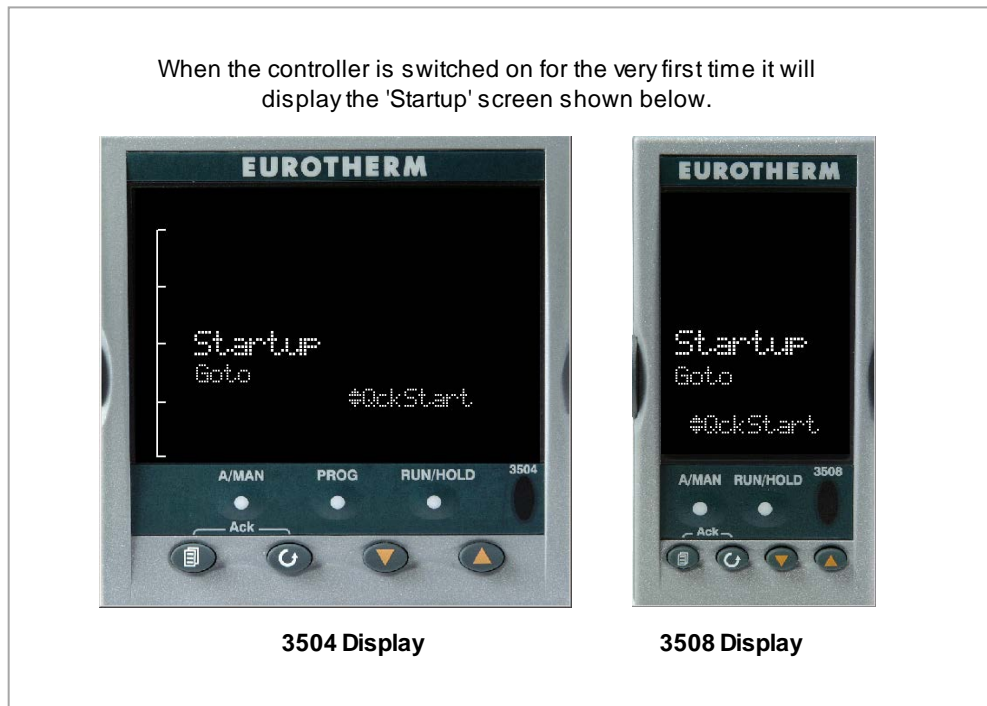 When the controller is switched on for the very first time it will
display the 'Startup' screen shown below.
EUROTHERM
Startup
Goto
QckStart
A/MAN PROG RUN/HOLD 3504
Ack
EUROTHERM
Startup
Goto
QckStart
A/MAN RUN/HOLD 3508
Ack
3504 Display
3508 Display